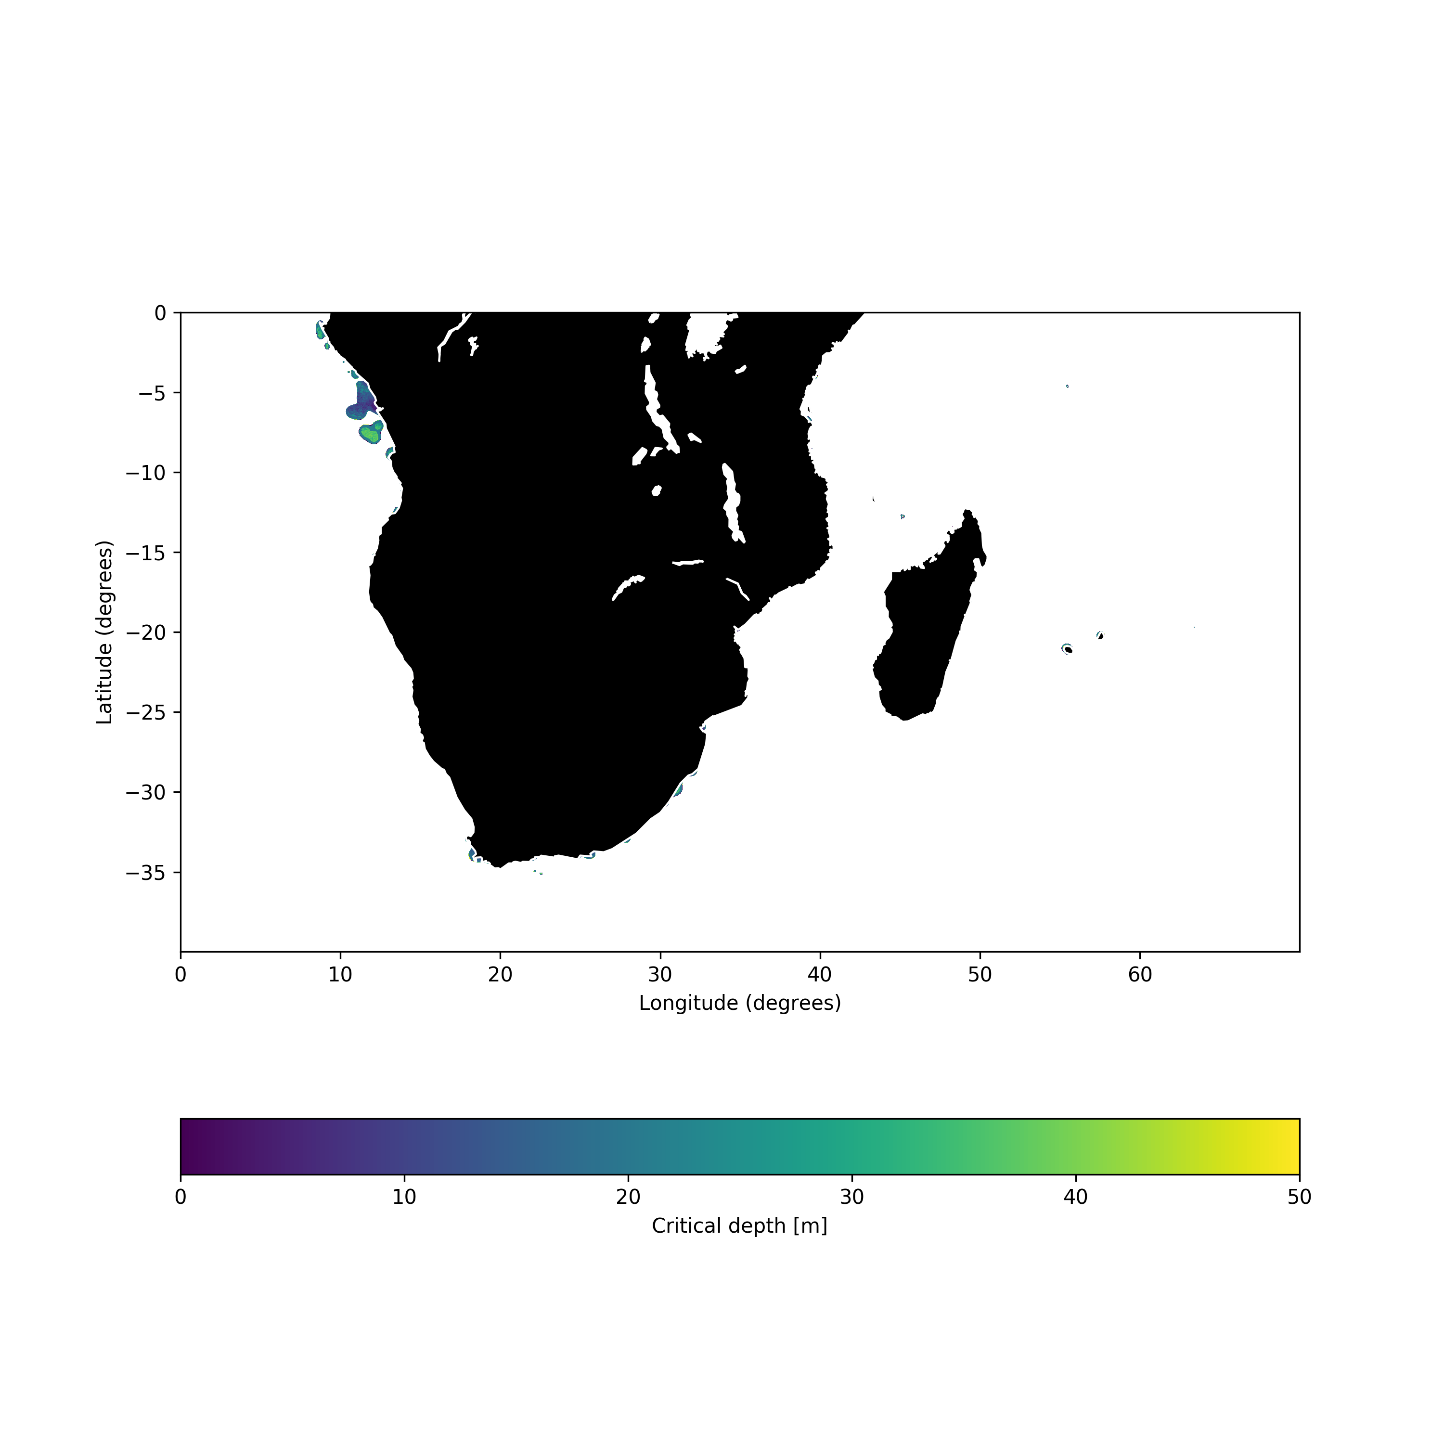 0
−5
−10
−15
−20
−25
−30
−35
Latitude (degrees)
0 10 20 30 40 50 60
Longitude (degrees)
0 10 20 30 40 50
Critical depth [m]